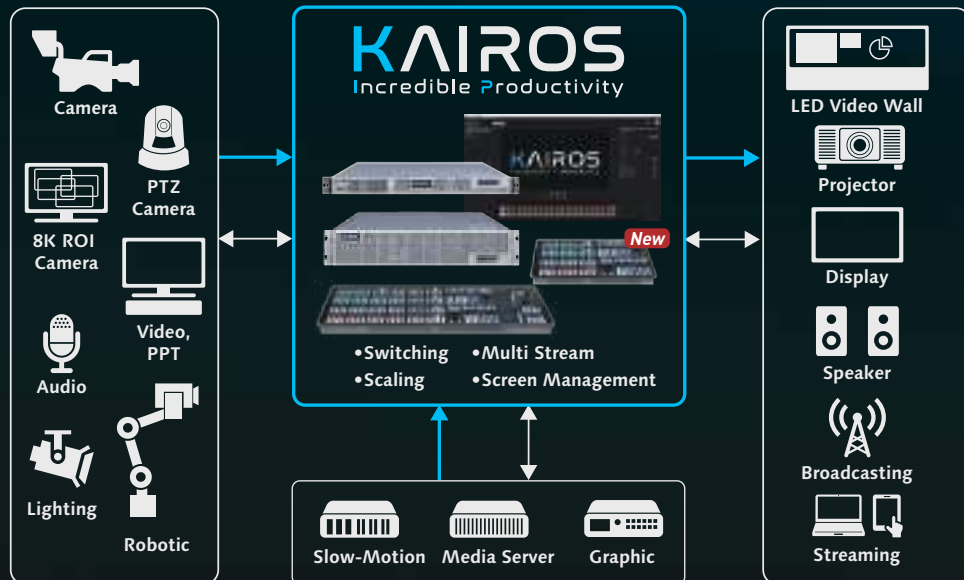 Camera
PTZ
Camera
8K ROI
Camera
Video,
PPT
Audio
Lighting
Robotic
KAIROS
Incredible Productivity
KAIROS
New
•Switching •Multi Stream
•Scaling •Screen Management
Slow-Motion Media Server Graphic
LED Video Wall
Projector
Display
Speaker
Broadcasting
Streaming